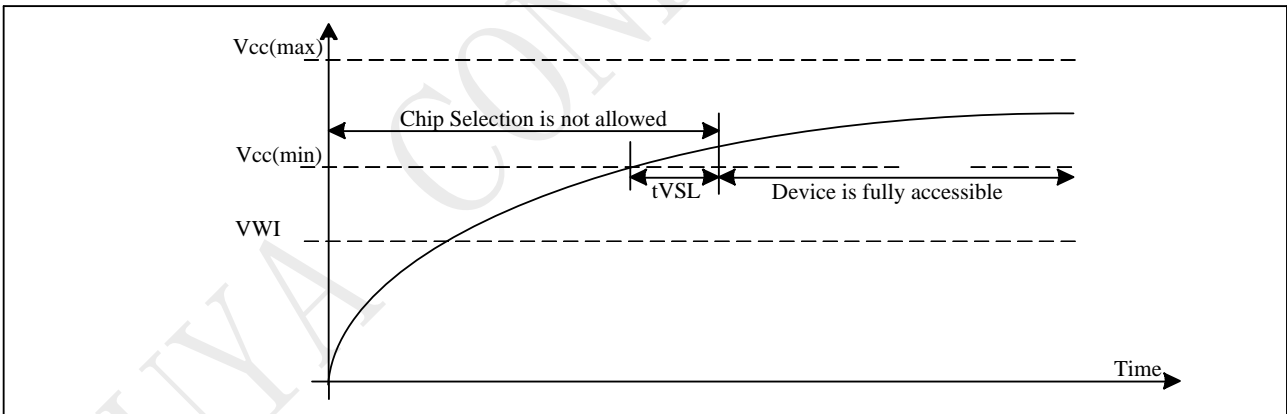 Vcc(max)
Chip Selection is not allowed
Vcc(min)
tVSL
Device is fully accessible
VWI
Time